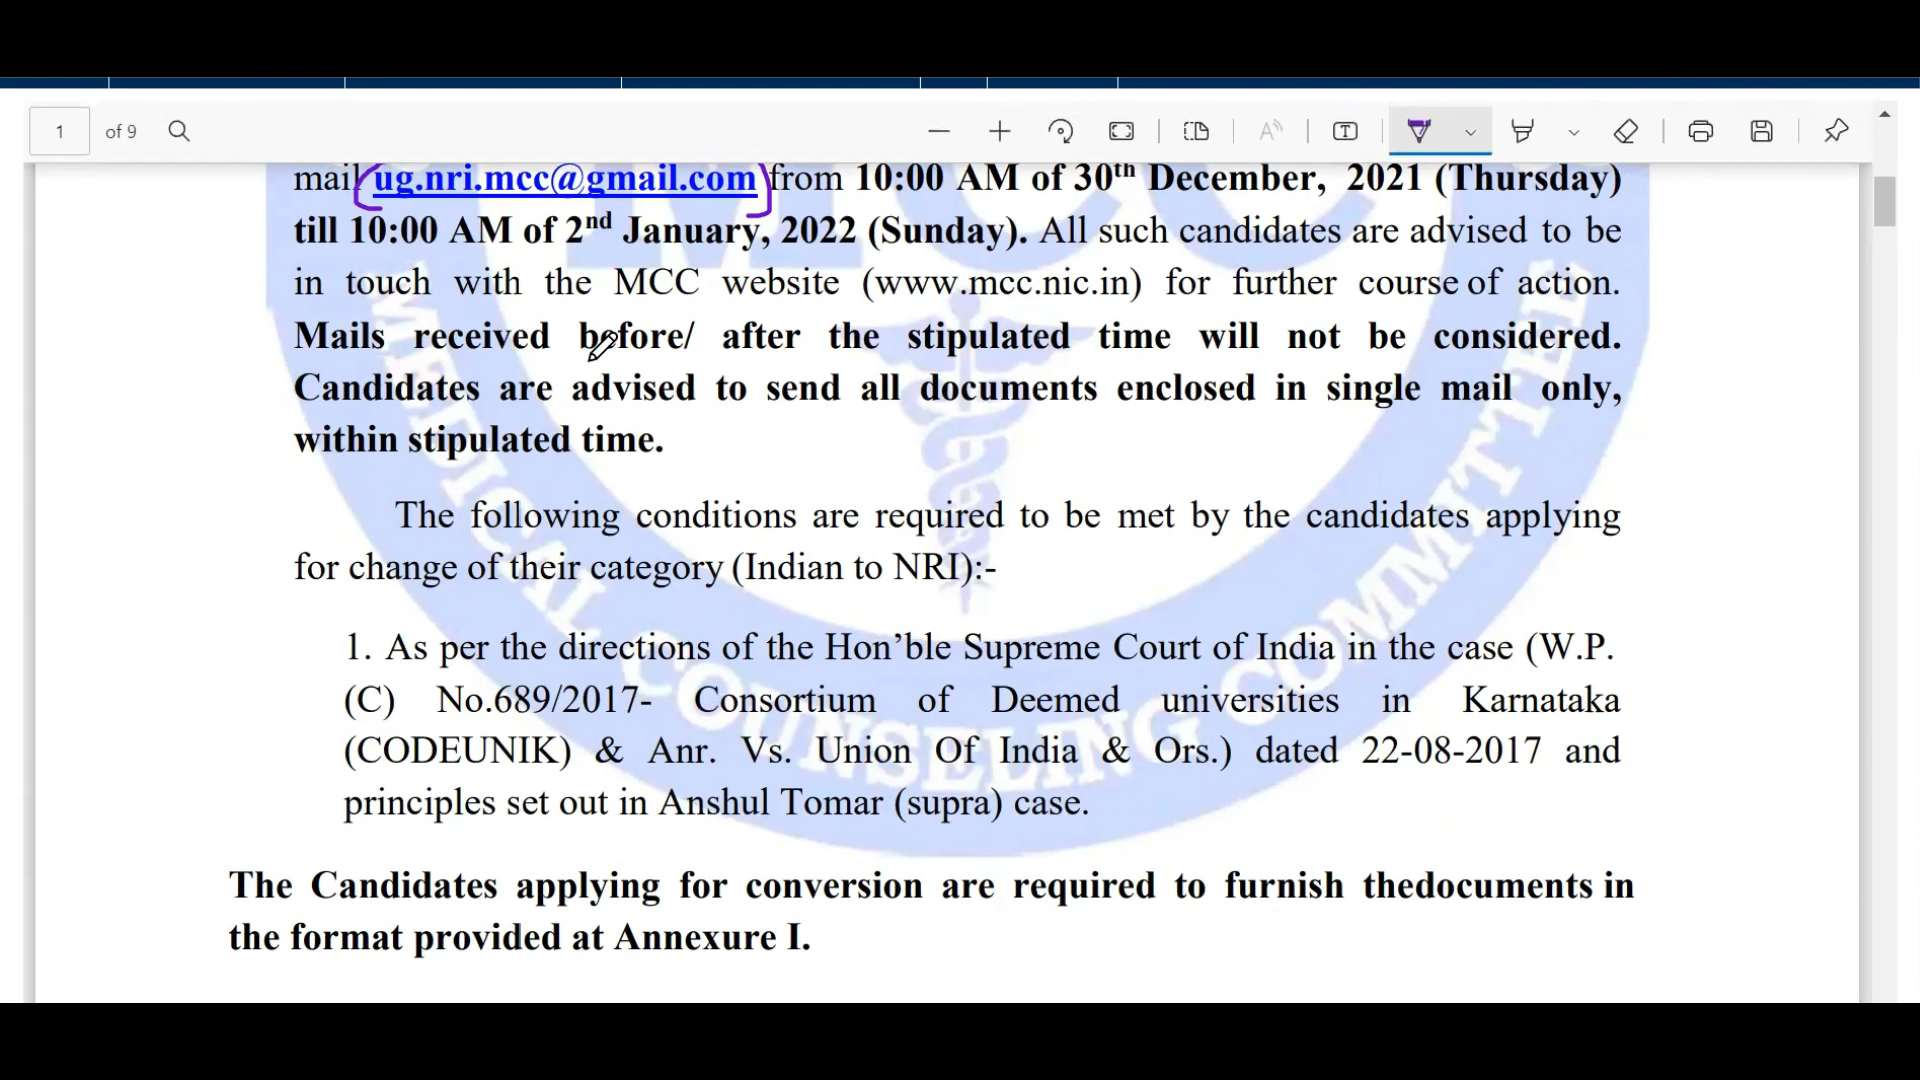 1 of 9
mail ug.nri.mcc@gmail.com from 10:00 AM of 30th December, 2021 (Thursday)
till 10:00 AM of 2nd January, 2022 (Sunday). All such candidates are advised to be
in touch with the MCC website (www.mcc.nic.in) for further course of action.
Mails received before/ after the stipulated time will not be considered.
Candidates are advised to send all documents enclosed in single mail only,
within stipulated time.
The following conditions are required to be met by the candidates applying
for change of their category (Indian to NRI):-
1. As per the directions of the Hon’ble Supreme Court of India in the case (W.P.
(C) No.689/2017- Consortium of Deemed universities in Karnataka
(CODEUNIK) & Anr. Vs. Union Of India & Ors.) dated 22-08-2017 and
principles set out in Anshul Tomar (supra) case.
The Candidates applying for conversion are required to furnish thedocuments in
the format provided at Annexure I.
MCC
MEDICAL COUNSELING COMMITTEE